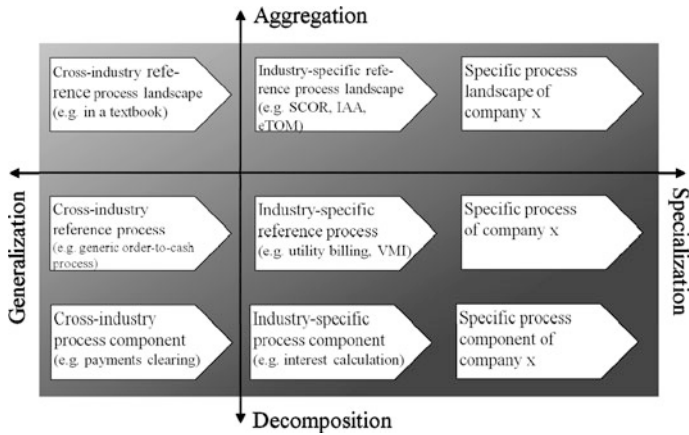 Aggregation
Cross-industry refe-
rence process landscape
(e.g. in a textbook)
Industry-specific refe-
rence process landscape
(e.g. SCOR, IAA,
eTOM)
Specific process
landscape of
company x
Generalization
Specialization
Cross-industry
reference process
(e.g. generic order-to-cash
process)
Industry-specific
reference process
(e.g. utility billing, VMI)
Specific process
of company x
Cross-industry
process component
(e.g. payments clearing)
Industry-specific
process component
(e.g. interest calculation)
Specific process
component of
company x
Decomposition